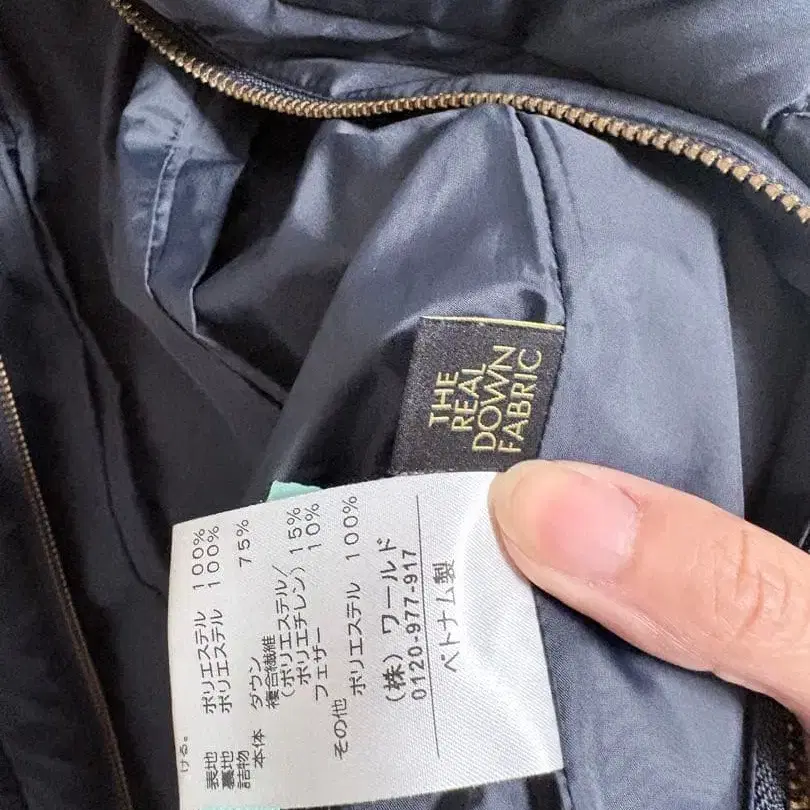 THE
REAL
DOWN
FABRIC
ける。
表地 ポリエステル 100%
裏地 ポリエステル 100%
詰物
本体 ダウン 75%
複合繊維
(ポリエステル/
ポリエチレン) 15%
フェザー 10%
その他 ポリエステル 100%
(株) ワールド
0120-977-917
ベトナム製